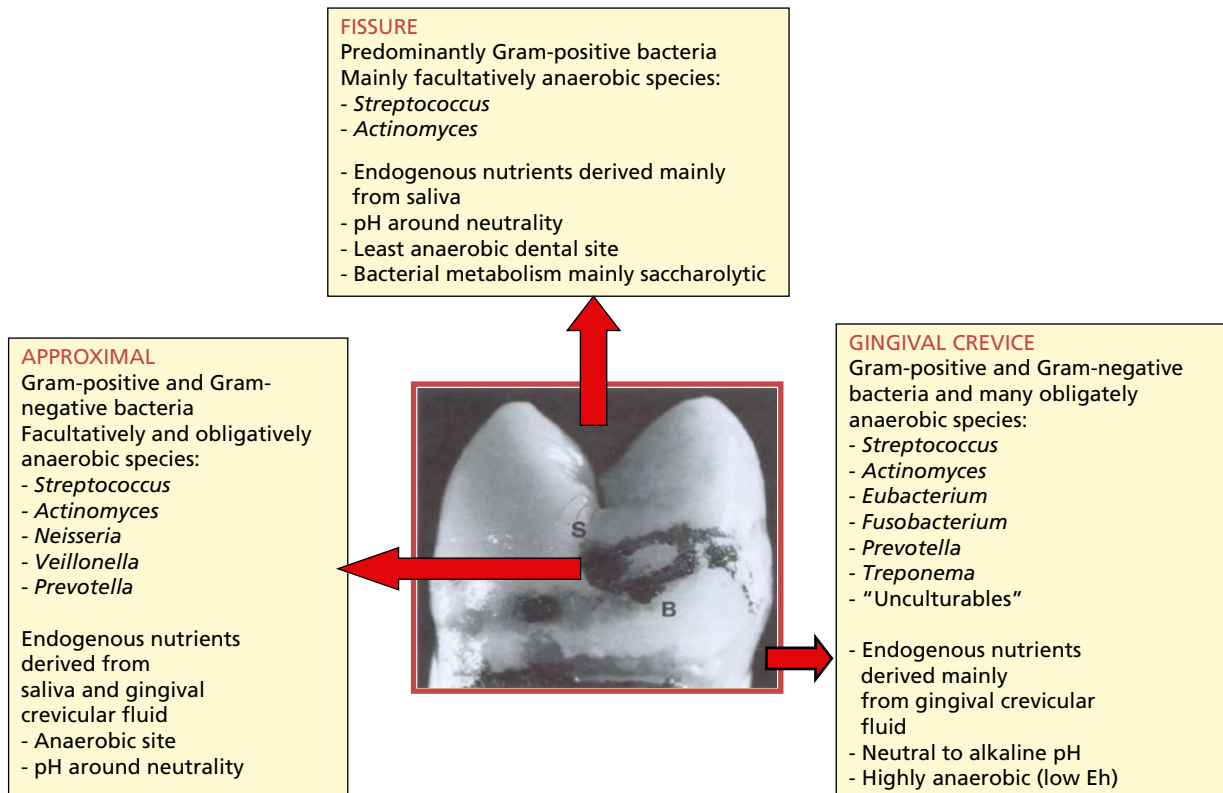 FISSURE
Predominantly Gram-positive bacteria
Mainly facultatively anaerobic species:
- Streptococcus
- Actinomyces
- Endogenous nutrients derived mainly
from saliva
- pH around neutrality
- Least anaerobic dental site
- Bacterial metabolism mainly saccharolytic
APPROXIMAL
Gram-positive and Gram-
negative bacteria
Facultatively and obligatively
anaerobic species:
- Streptococcus
- Actinomyces
- Neisseria
- Veillonella
- Prevotella
Endogenous nutrients
derived from
saliva and gingival
crevicular fluid
- Anaerobic site
- pH around neutrality
S
B
GINGIVAL CREVICE
Gram-positive and Gram-negative
bacteria and many obligately
anaerobic species:
- Streptococcus
- Actinomyces
- Eubacterium
- Fusobacterium
- Prevotella
- Treponema
- “Unculturables”
- Endogenous nutrients
derived mainly
from gingival crevicular
fluid
- Neutral to alkaline pH
- Highly anaerobic (low Eh)